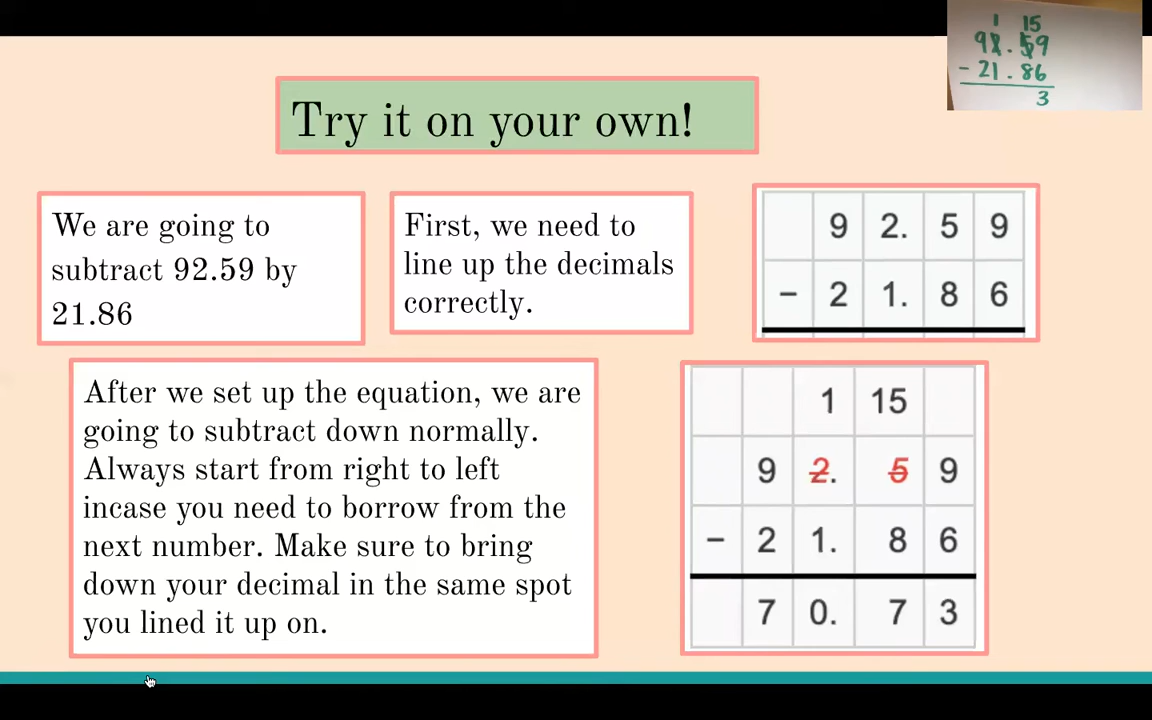 Try it on your own!
1 15
92.59
- 21.86
3
We are going to
subtract 92.59 by
21.86
First, we need to
line up the decimals
correctly.
9 2. 5 9
- 2 1. 8 6
After we set up the equation, we are
going to subtract down normally.
Always start from right to left
incase you need to borrow from the
next number. Make sure to bring
down your decimal in the same spot
you lined it up on.
1 15
9 2. 5 9
- 2 1. 8 6
7 0. 7 3